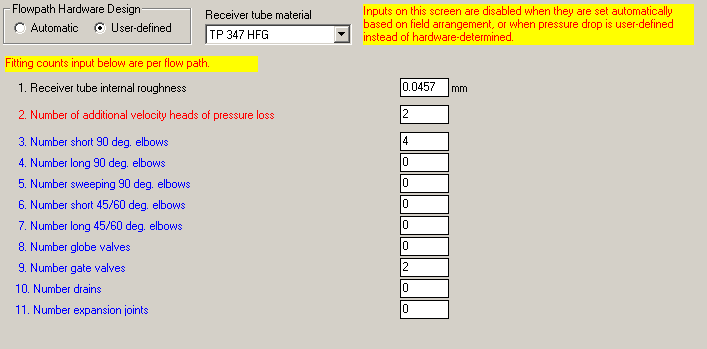 Flowpath Hardware Design
Automatic User-defined
Receiver tube material
TP 347 HFG
Inputs on this screen are disabled when they are set automatically
based on field arrangement, or when pressure drop is user-defined
instead of hardware-determined.
Fitting counts input below are per flow path.
1. Receiver tube internal roughness 0.0457 mm
2. Number of additional velocity heads of pressure loss 2
3. Number short 90 deg. elbows 4
4. Number long 90 deg. elbows 0
5. Number sweeping 90 deg. elbows 0
6. Number short 45/60 deg. elbows 0
7. Number long 45/60 deg. elbows 0
8. Number globe valves 0
9. Number gate valves 2
10. Number drains 0
11. Number expansion joints 0